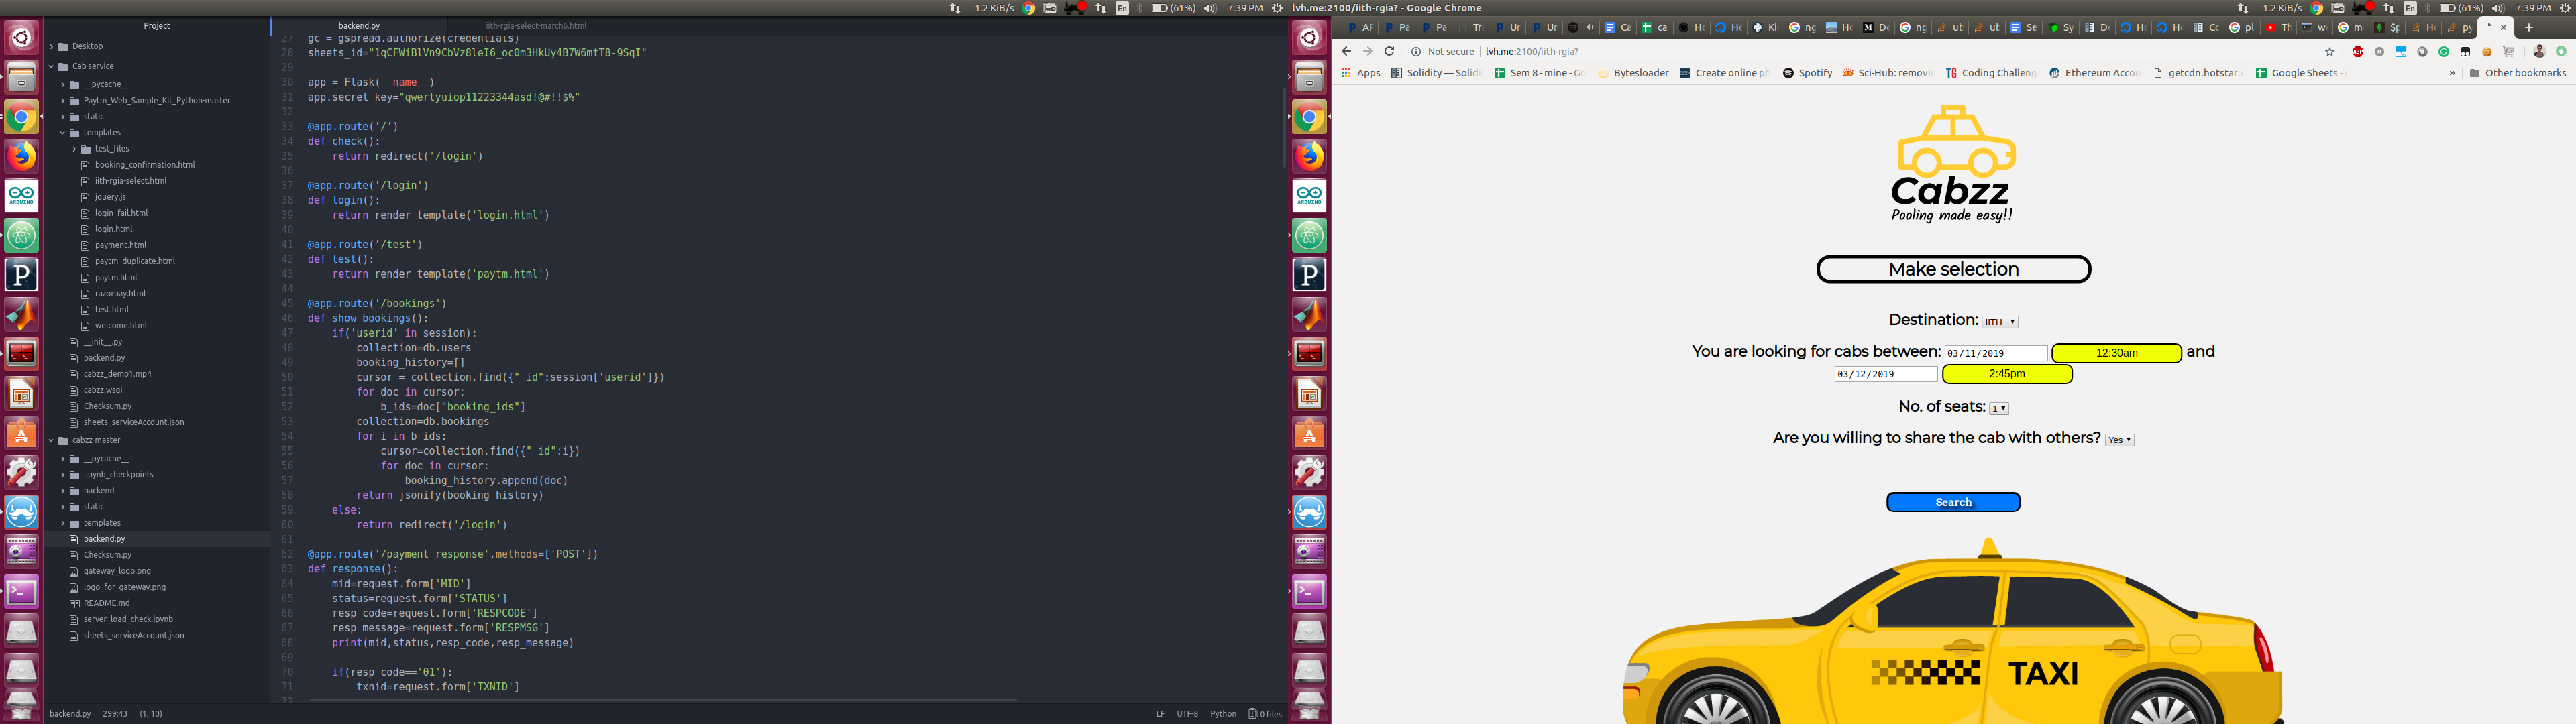 1.2 KiB/s En (61%) 7:39 PM
lvh.me:2100/iith-rgia? - Google Chrome
1.2 KiB/s En (61%) 7:39 PM
Project
Desktop
Cab service
__pycache__
Paytm_Web_Sample_Kit_Python-master
static
templates
test_files
booking_confirmation.html
iith-rgia-select.html
jquery.js
login_fail.html
login.html
payment.html
paytm_duplicate.html
paytm.html
razorpay.html
test.html
welcome.html
__init__.py
backend.py
cabzz_demo1.mp4
cabzz.wsgi
Checksum.py
sheets_serviceAccount.json
cabzz-master
__pycache__
.ipynb_checkpoints
backend
static
templates
backend.py
Checksum.py
gateway_logo.png
logo_for_gateway.png
README.md
server_load_check.ipynb
sheets_serviceAccount.json
backend.py 299:43 (1, 10)
backend.py
iith-rgia-select-march6.html
27 gc = gspread.authorize(credentials)
28 sheets_id="1qCFWiBlVn9CbVz8leI6_oc0m3HkUy4B7W6mtT8-9SqI"
29
30 app = Flask(__name__)
31 app.secret_key="qwertyuiop11223344asd!@#!!$%"
32
33 @app.route('/')
34 def check():
35 return redirect('/login')
36
37 @app.route('/login')
38 def login():
39 return render_template('login.html')
40
41 @app.route('/test')
42 def test():
43 return render_template('paytm.html')
44
45 @app.route('/bookings')
46 def show_bookings():
47 if('userid' in session):
48 collection=db.users
49 booking_history=[]
50 cursor = collection.find({"_id":session['userid']})
51 for doc in cursor:
52 b_ids=doc["booking_ids"]
53 collection=db.bookings
54 for i in b_ids:
55 cursor=collection.find({"_id":i})
56 for doc in cursor:
57 booking_history.append(doc)
58 return jsonify(booking_history)
59 else:
60 return redirect('/login')
61
62 @app.route('/payment_response',methods=['POST'])
63 def response():
64 mid=request.form['MID']
65 status=request.form['STATUS']
66 resp_code=request.form['RESPCODE']
67 resp_message=request.form['RESPMSG']
68 print(mid,status,resp_code,resp_message)
69
70 if(resp_code=='01'):
71 txnid=request.form['TXNID']
72
LF UTF-8 Python 0 files
Not secure | lvh.me:2100/iith-rgia?
Apps Solidity — Solid Sem 8 - mine - Go Bytesloader Create online ph Spotify Sci-Hub: removin Coding Challeng Ethereum Accou getcdn.hotstar.c Google Sheets - » Other bookmarks
Cabzz
Pooling made easy!!
Make selection
Destination: IITH
You are looking for cabs between: 03/11/2019 12:30am and
03/12/2019 2:45pm
No. of seats: 1
Are you willing to share the cab with others? Yes
Search
TAXI